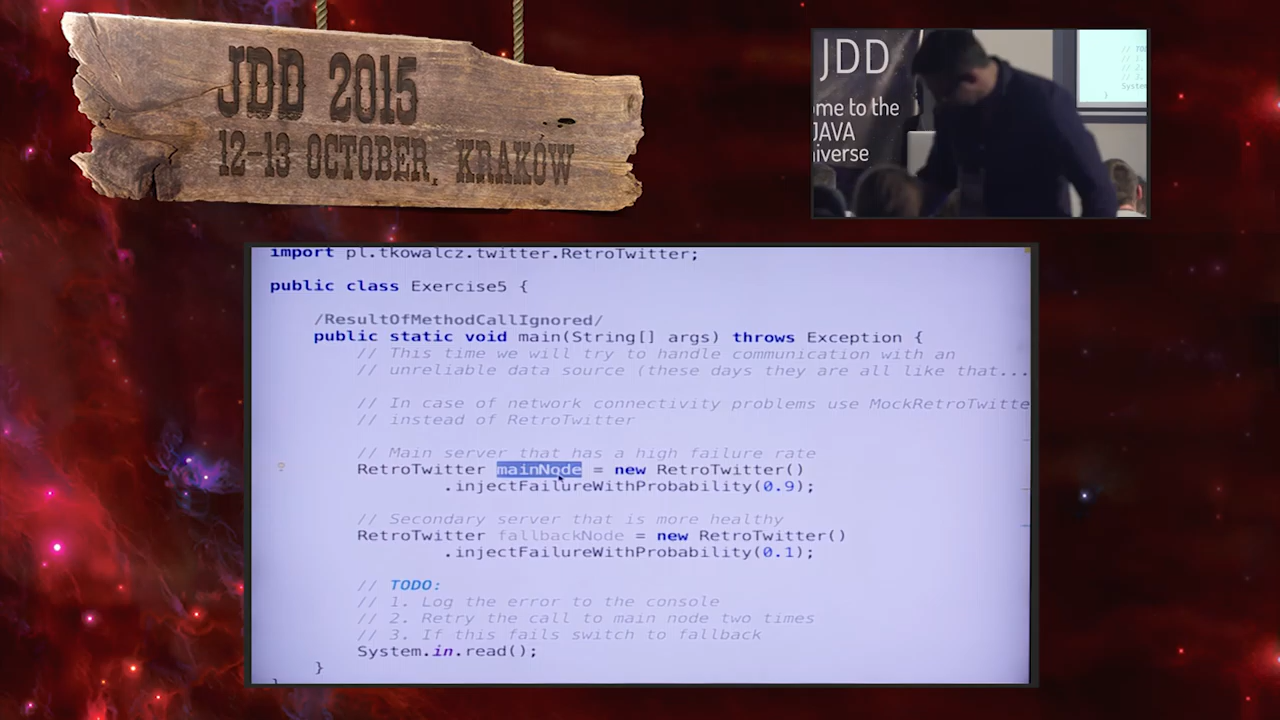 JDD 2015
12-13 OCTOBER, KRAKÓW
JDD
ome to the
JAVA
iverse
import pl.tkowalcz.twitter.RetroTwitter;
public class Exercise5 {
/ResultOfMethodCallIgnored/
public static void main(String[] args) throws Exception {
// This time we will try to handle communication with an
// unreliable data source (these days they are all like that...
// In case of network connectivity problems use MockRetroTwitte
// instead of RetroTwitter
// Main server that has a high failure rate
RetroTwitter mainNode = new RetroTwitter()
.injectFailureWithProbability(0.9);
// Secondary server that is more healthy
RetroTwitter fallbackNode = new RetroTwitter()
.injectFailureWithProbability(0.1);
// TODO:
// 1. Log the error to the console
// 2. Retry the call to main node two times
// 3. If this fails switch to fallback
System.in.read();
}